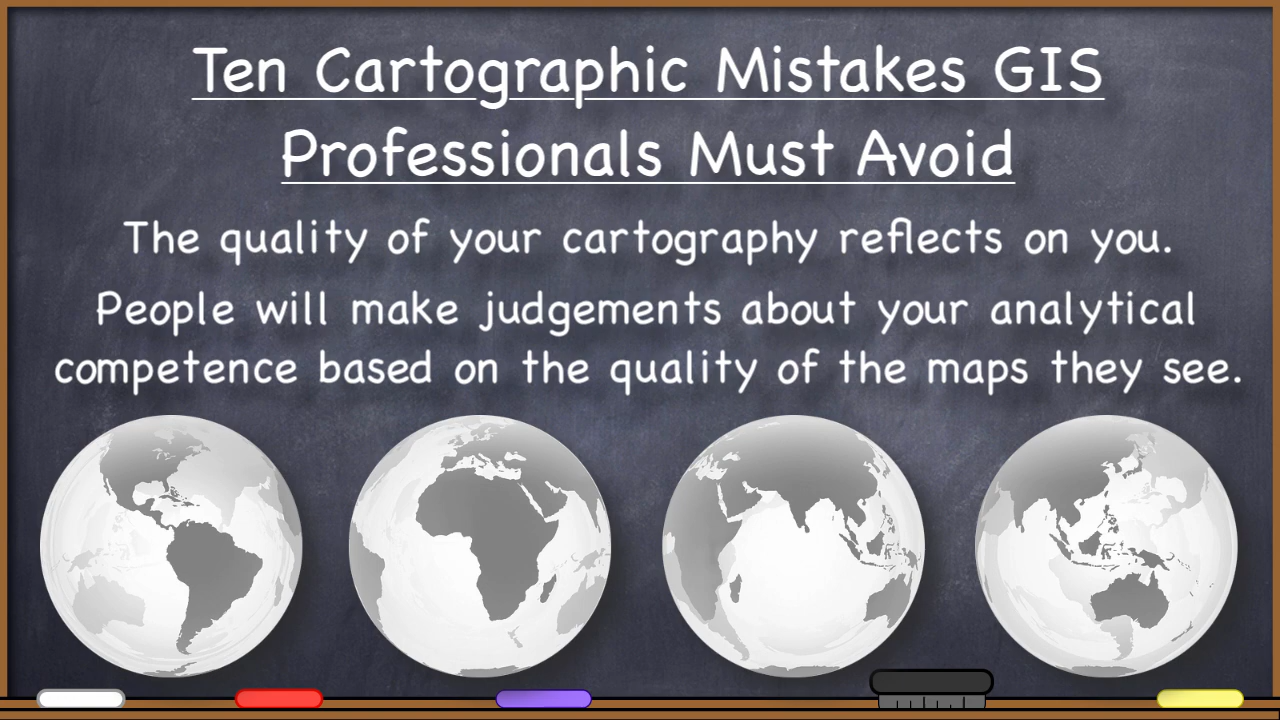 Ten Cartographic Mistakes GIS
Professionals Must Avoid
The quality of your cartography reflects on you.
People will make judgements about your analytical
competence based on the quality of the maps they see.